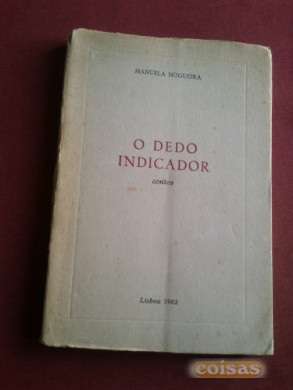 MANUELA NOGUEIRA
O DEDO
INDICADOR
contos
Lisboa 1962
coisas